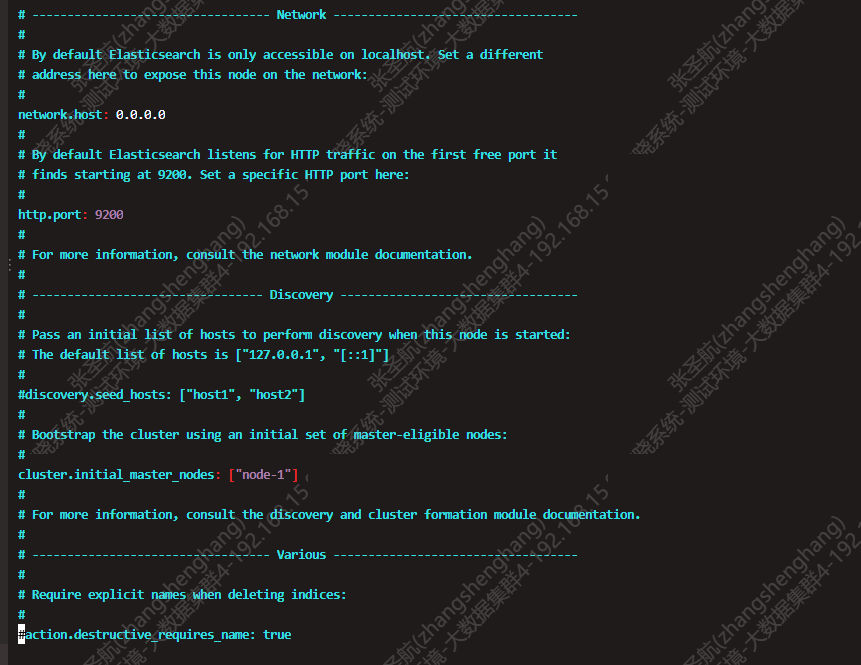 # ---------------------------------- Network -----------------------------------
#
# By default Elasticsearch is only accessible on localhost. Set a different
# address here to expose this node on the network:
#
network.host: 0.0.0.0
#
# By default Elasticsearch listens for HTTP traffic on the first free port it
# finds starting at 9200. Set a specific HTTP port here:
#
http.port: 9200
#
# For more information, consult the network module documentation.
#
# --------------------------------- Discovery ----------------------------------
#
# Pass an initial list of hosts to perform discovery when this node is started:
# The default list of hosts is ["127.0.0.1", "[::1]"]
#
#discovery.seed_hosts: ["host1", "host2"]
#
# Bootstrap the cluster using an initial set of master-eligible nodes:
#
cluster.initial_master_nodes: ["node-1"]
#
# For more information, consult the discovery and cluster formation module documentation.
#
# ---------------------------------- Various -----------------------------------
#
# Require explicit names when deleting indices:
#
#action.destructive_requires_name: true
张圣航(zhangshenghang)
晓系统-测试环境-大数据集群4-192.168.15